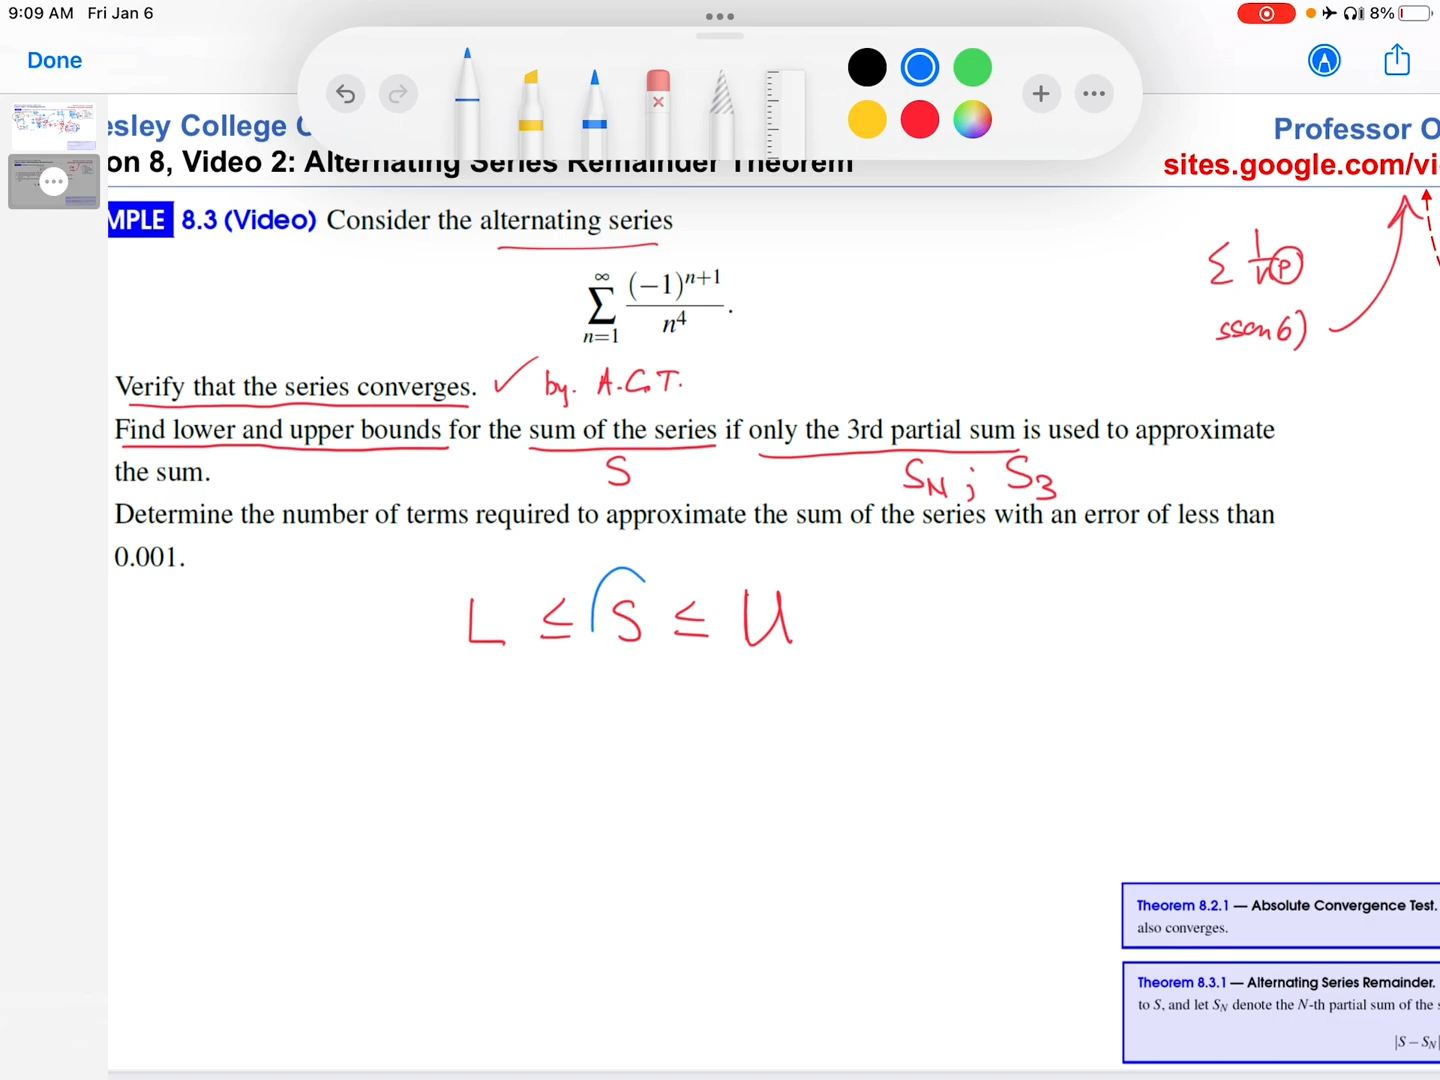 9:09 AM Fri Jan 6
8%
Done
esley College
Professor O
on 8, Video 2: Alternating Series Remainder Theorem
sites.google.com/vi
MPLE 8.3 (Video) Consider the alternating series
∑ 1/n^p
∞
∑ (−1)^{n+1} / n^4 .
n=1
sson 6)
Verify that the series converges. ✓ by. A.C.T.
Find lower and upper bounds for the sum of the series if only the 3rd partial sum is used to approximate
the sum.
S
S_N ; S_3
Determine the number of terms required to approximate the sum of the series with an error of less than
0.001.
L ≤ S ≤ U
Theorem 8.2.1 — Absolute Convergence Test.
also converges.
Theorem 8.3.1 — Alternating Series Remainder.
to S, and let S_N denote the N-th partial sum of the s
|S − S_N|